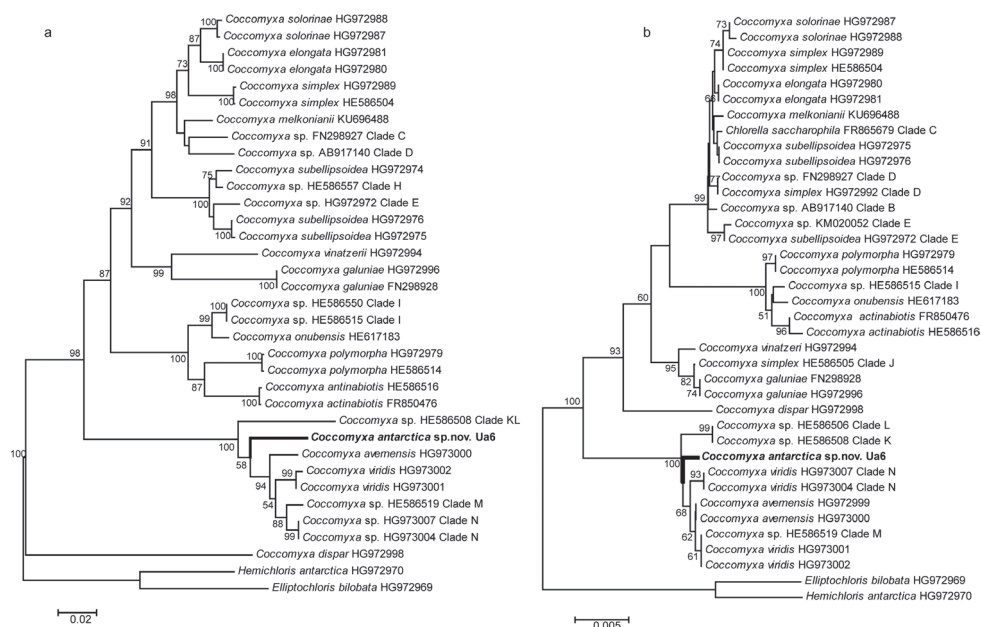 a
Coccomyxa solorinae HG972988
Coccomyxa solorinae HG972987
Coccomyxa elongata HG972981
Coccomyxa elongata HG972980
Coccomyxa simplex HG972989
Coccomyxa simplex HE586504
Coccomyxa melkonianii KU696488
Coccomyxa sp. FN298927 Clade C
Coccomyxa sp. AB917140 Clade D
Coccomyxa subellipsoidea HG972974
Coccomyxa sp. HE586557 Clade H
Coccomyxa sp. HG972972 Clade E
Coccomyxa subellipsoidea HG972976
Coccomyxa subellipsoidea HG972975
Coccomyxa vinatzerii HG972994
Coccomyxa galuniae HG972996
Coccomyxa galuniae FN298928
Coccomyxa sp. HE586550 Clade I
Coccomyxa sp. HE586515 Clade I
Coccomyxa onubensis HE617183
Coccomyxa polymorpha HG972979
Coccomyxa polymorpha HE586514
Coccomyxa actinabiotis HE586516
Coccomyxa actinabiotis FR850476
Coccomyxa sp. HE586508 Clade KL
Coccomyxa antarctica sp.nov. Ua6
Coccomyxa avernensis HG973000
Coccomyxa viridis HG973002
Coccomyxa viridis HG973001
Coccomyxa sp. HE586519 Clade M
Coccomyxa sp. HG973007 Clade N
Coccomyxa sp. HG973004 Clade N
Coccomyxa dispar HG972998
Hemichloris antarctica HG972970
Elliptochloris bilobata HG972969
100
87
100
73
100
98
91
75
100
92
100
99
100
87
100
99
100
100
87
100
98
100
58
99
94
54
88
99
100
0.02
b
Coccomyxa solorinae HG972987
Coccomyxa solorinae HG972988
Coccomyxa simplex HG972989
Coccomyxa simplex HE586504
Coccomyxa elongata HG972980
Coccomyxa elongata HG972981
Coccomyxa melkonianii KU696488
Chlorella saccharophila FR865679 Clade C
Coccomyxa subellipsoidea HG972975
Coccomyxa subellipsoidea HG972976
Coccomyxa sp. FN298927 Clade D
Coccomyxa simplex HG972992 Clade D
Coccomyxa sp. AB917140 Clade B
Coccomyxa sp. KM020052 Clade E
Coccomyxa subellipsoidea HG972972 Clade E
Coccomyxa polymorpha HG972979
Coccomyxa polymorpha HE586514
Coccomyxa sp. HE586515 Clade I
Coccomyxa onubensis HE617183
Coccomyxa actinabiotis FR850476
Coccomyxa actinabiotis HE586516
Coccomyxa vinatzeri HG972994
Coccomyxa simplex HE586505 Clade J
Coccomyxa galuniae FN298928
Coccomyxa galuniae HG972996
Coccomyxa dispar HG972998
Coccomyxa sp. HE586506 Clade L
Coccomyxa sp. HE586508 Clade K
Coccomyxa antarctica sp.nov. Ua6
Coccomyxa viridis HG973007 Clade N
Coccomyxa viridis HG973004 Clade N
Coccomyxa avernensis HG972999
Coccomyxa avernensis HG973000
Coccomyxa sp. HE586519 Clade M
Coccomyxa viridis HG973001
Coccomyxa viridis HG973002
Elliptochloris bilobata HG972969
Hemichloris antarctica HG972970
73
74
77
99
97
97
100
51
96
60
95
82
74
93
100
99
100
93
68
62
61
0.005